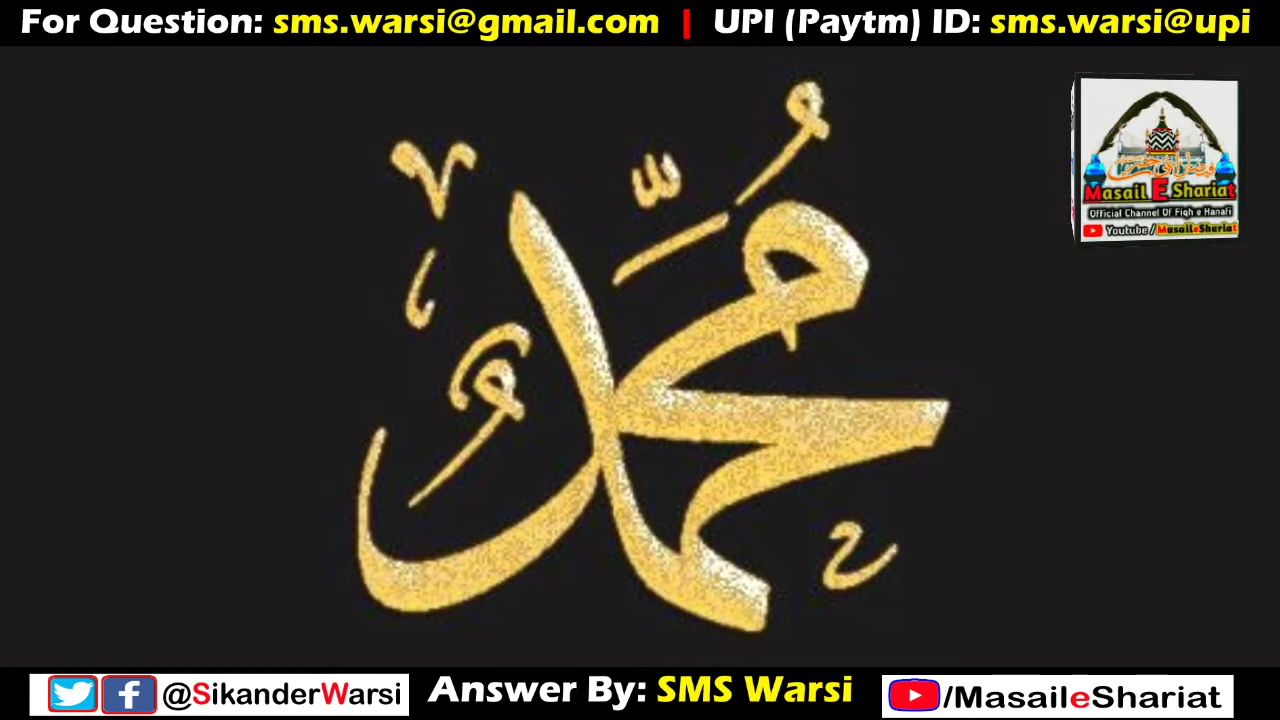 For Question: sms.warsi@gmail.com | UPI (Paytm) ID: sms.warsi@upi
محمد
Masail E Shariat
Official Channel Of Fiqh e Hanafi
Youtube / MasaileShariat
@SikanderWarsi
Answer By: SMS Warsi
/MasaileShariat